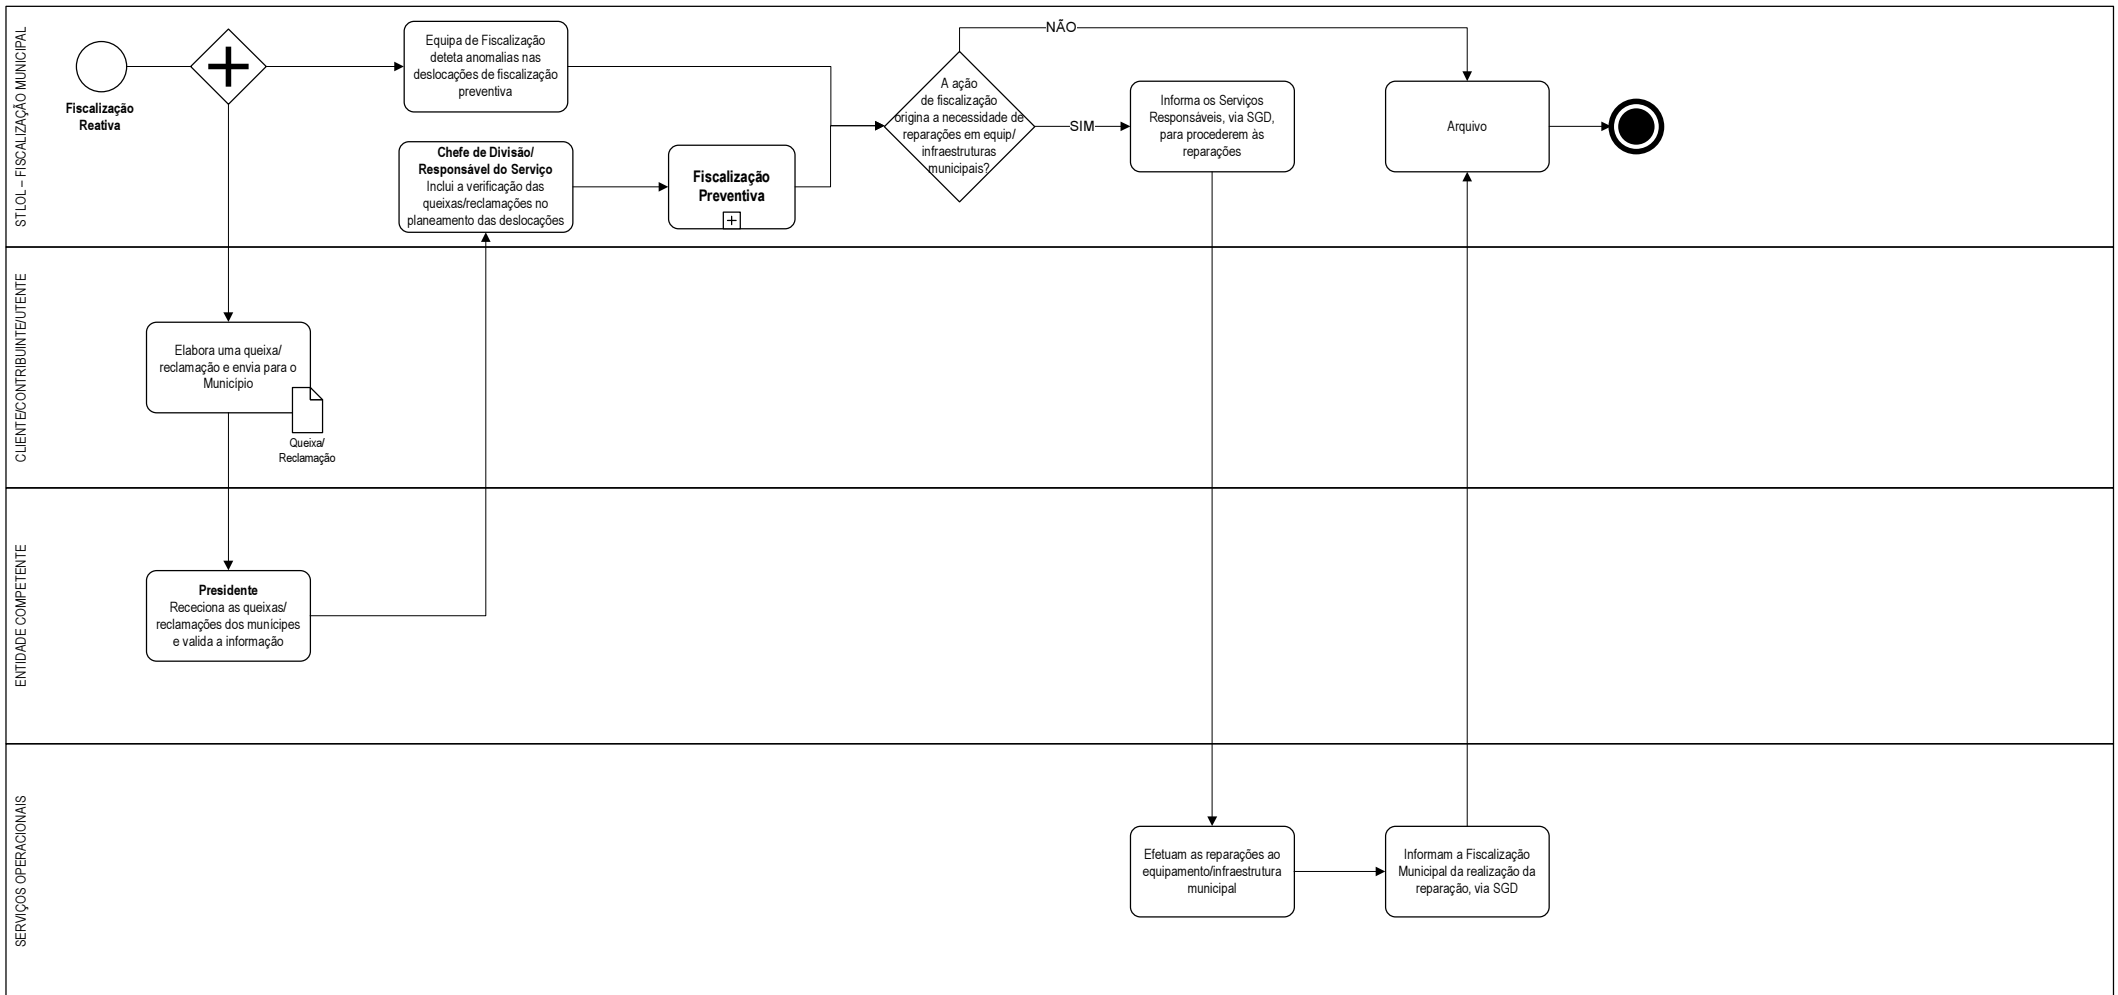 ST.LOL – FISCALIZAÇÃO MUNICIPAL
Fiscalização
Reativa
Equipa de Fiscalização
deteta anomalias nas
deslocações de fiscalização
preventiva
Chefe de Divisão/
Responsável do Serviço
Inclui a verificação das
queixas/reclamações no
planeamento das deslocações
Fiscalização
Preventiva
A ação
de fiscalização
origina a necessidade de
reparações em equip/
infraestruturas
municipais?
NÃO
SIM
Informa os Serviços
Responsáveis, via SGD,
para procederem às
reparações
Arquivo
CLIENTE/CONTRIBUINTE/UTENTE
Elabora uma queixa/
reclamação e envia para o
Município
Queixa/
Reclamação
ENTIDADE COMPETENTE
Presidente
Receciona as queixas/
reclamações dos munícipes
e valida a informação
SERVIÇOS OPERACIONAIS
Efetuam as reparações ao
equipamento/infraestrutura
municipal
Informam a Fiscalização
Municipal da realização da
reparação, via SGD